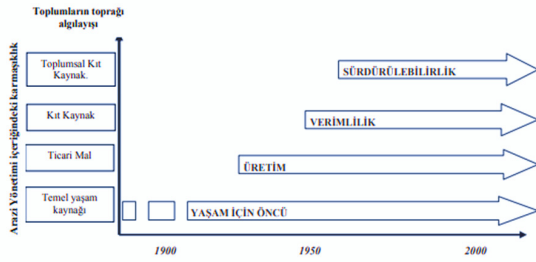 Toplumların toprağı
algılayışı
Arazi Yönetimi içeriğindeki karmaşıklık
Toplumsal Kıt
Kaynak.
SÜRDÜRÜLEBİLİRLİK
Kıt Kaynak
VERİMLİLİK
Ticari Mal
ÜRETİM
Temel yaşam
kaynağı
YAŞAM İÇİN ÖNCÜ
1900
1950
2000